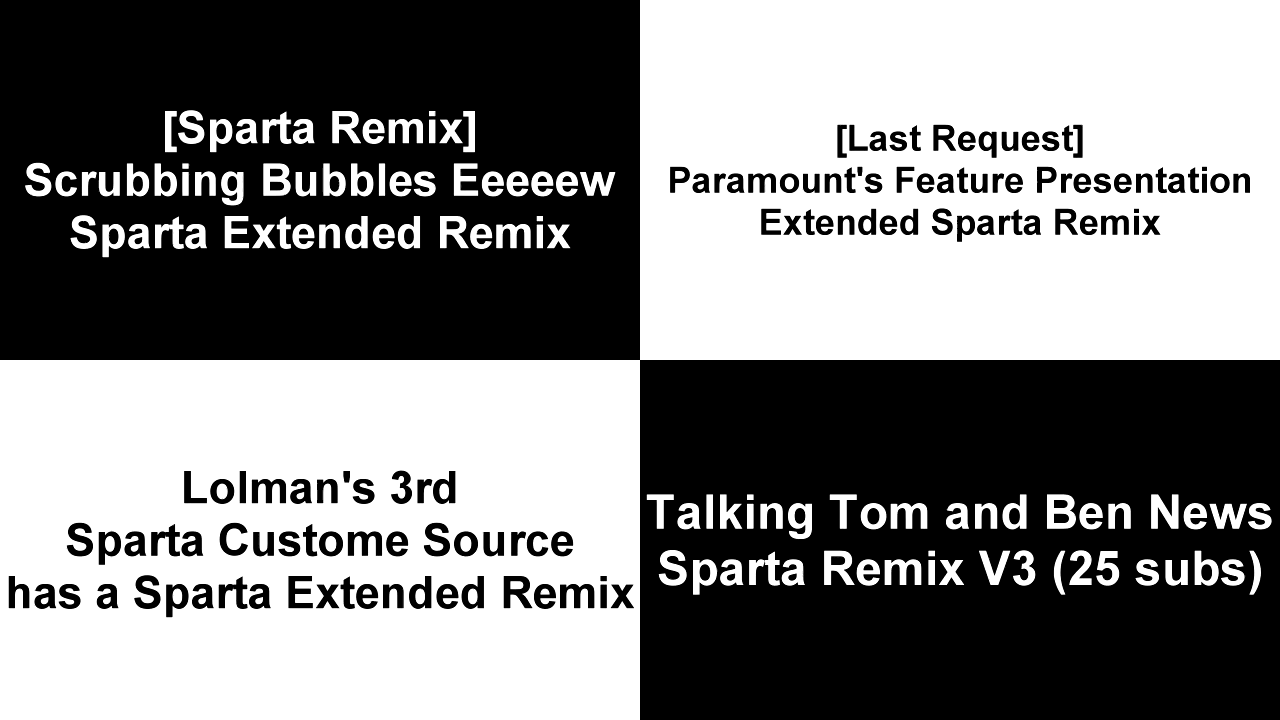 [Sparta Remix]
Scrubbing Bubbles Eeeeew
Sparta Extended Remix
[Last Request]
Paramount's Feature Presentation
Extended Sparta Remix
Lolman's 3rd
Sparta Custome Source
has a Sparta Extended Remix
Talking Tom and Ben News
Sparta Remix V3 (25 subs)